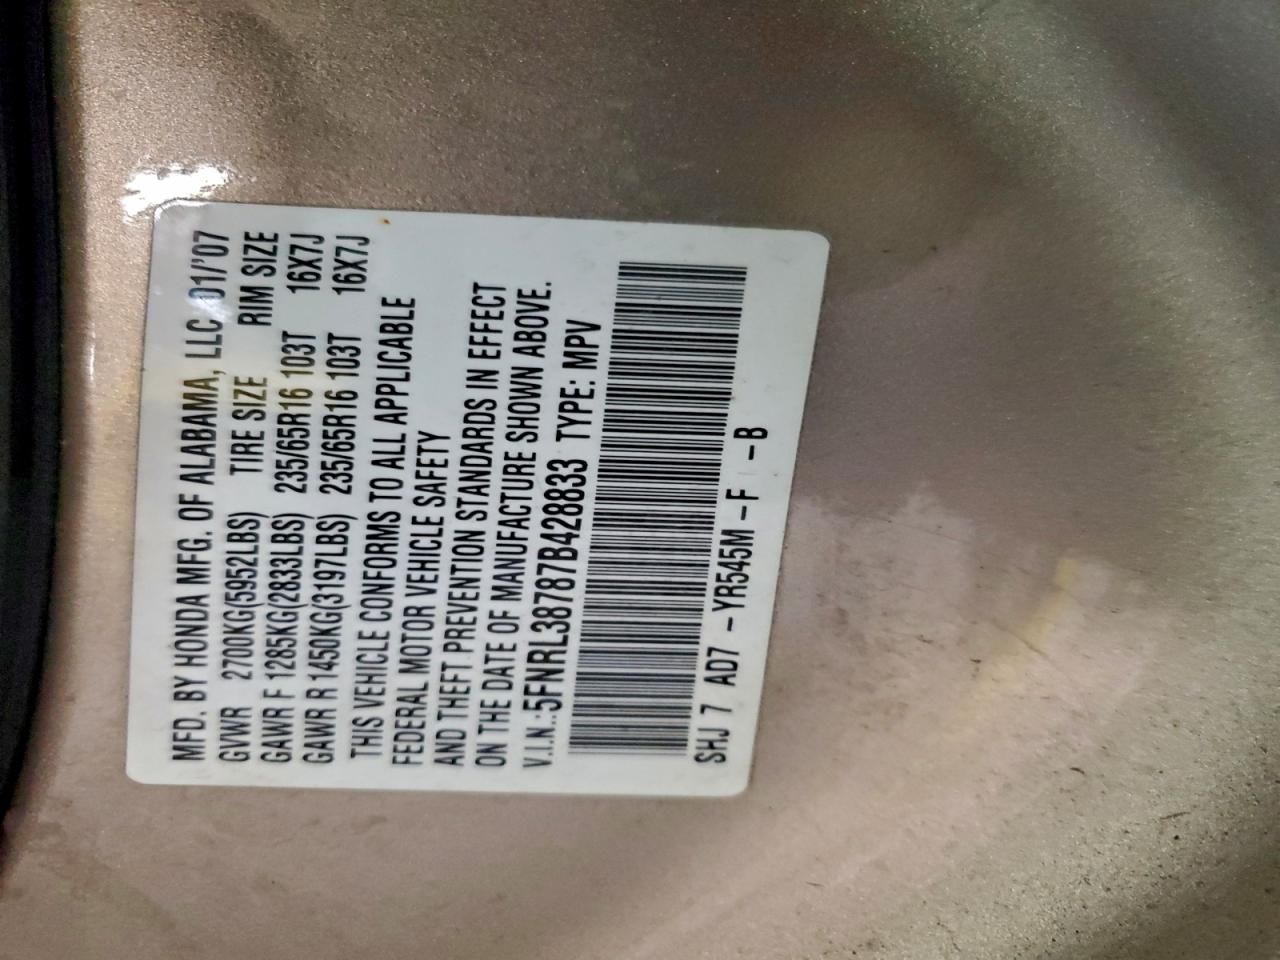 MFD. BY HONDA MFG. OF ALABAMA, LLC 01/'07
GVWR 2700KG(5952LBS) TIRE SIZE RIM SIZE
GAWR F 1285KG(2833LBS) 235/65R16 103T 16X7J
GAWR R 1450KG(3197LBS) 235/65R16 103T 16X7J
THIS VEHICLE CONFORMS TO ALL APPLICABLE
FEDERAL MOTOR VEHICLE SAFETY
AND THEFT PREVENTION STANDARDS IN EFFECT
ON THE DATE OF MANUFACTURE SHOWN ABOVE.
V.I.N.:5FNRL38787B428833 TYPE: MPV
SHJ 7 AD7 - YR545M - F - B